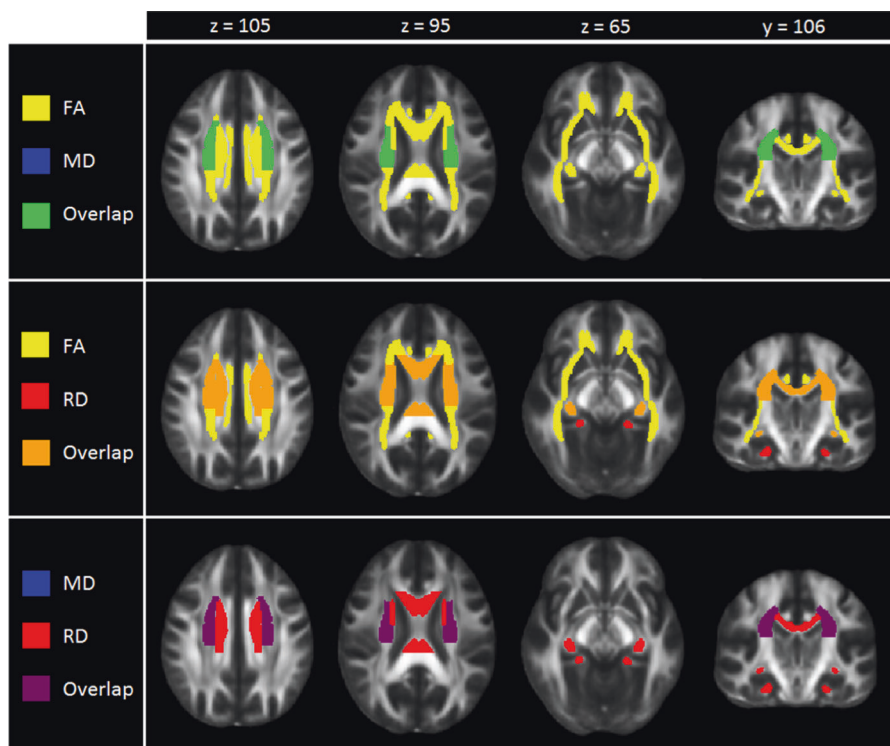 z = 105
z = 95
z = 65
y = 106
FA
MD
Overlap
FA
RD
Overlap
MD
RD
Overlap